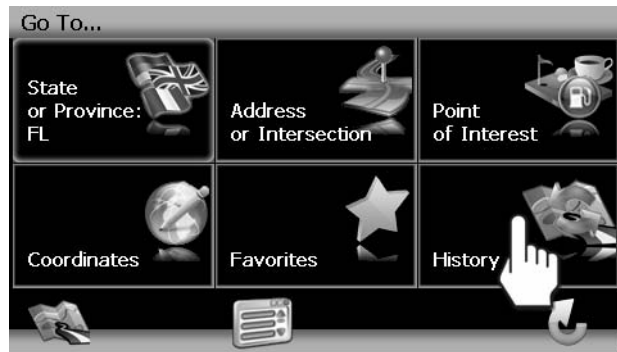 Go To...
State
or Province:
FL
Address
or Intersection
Point
of Interest
Coordinates
Favorites
History